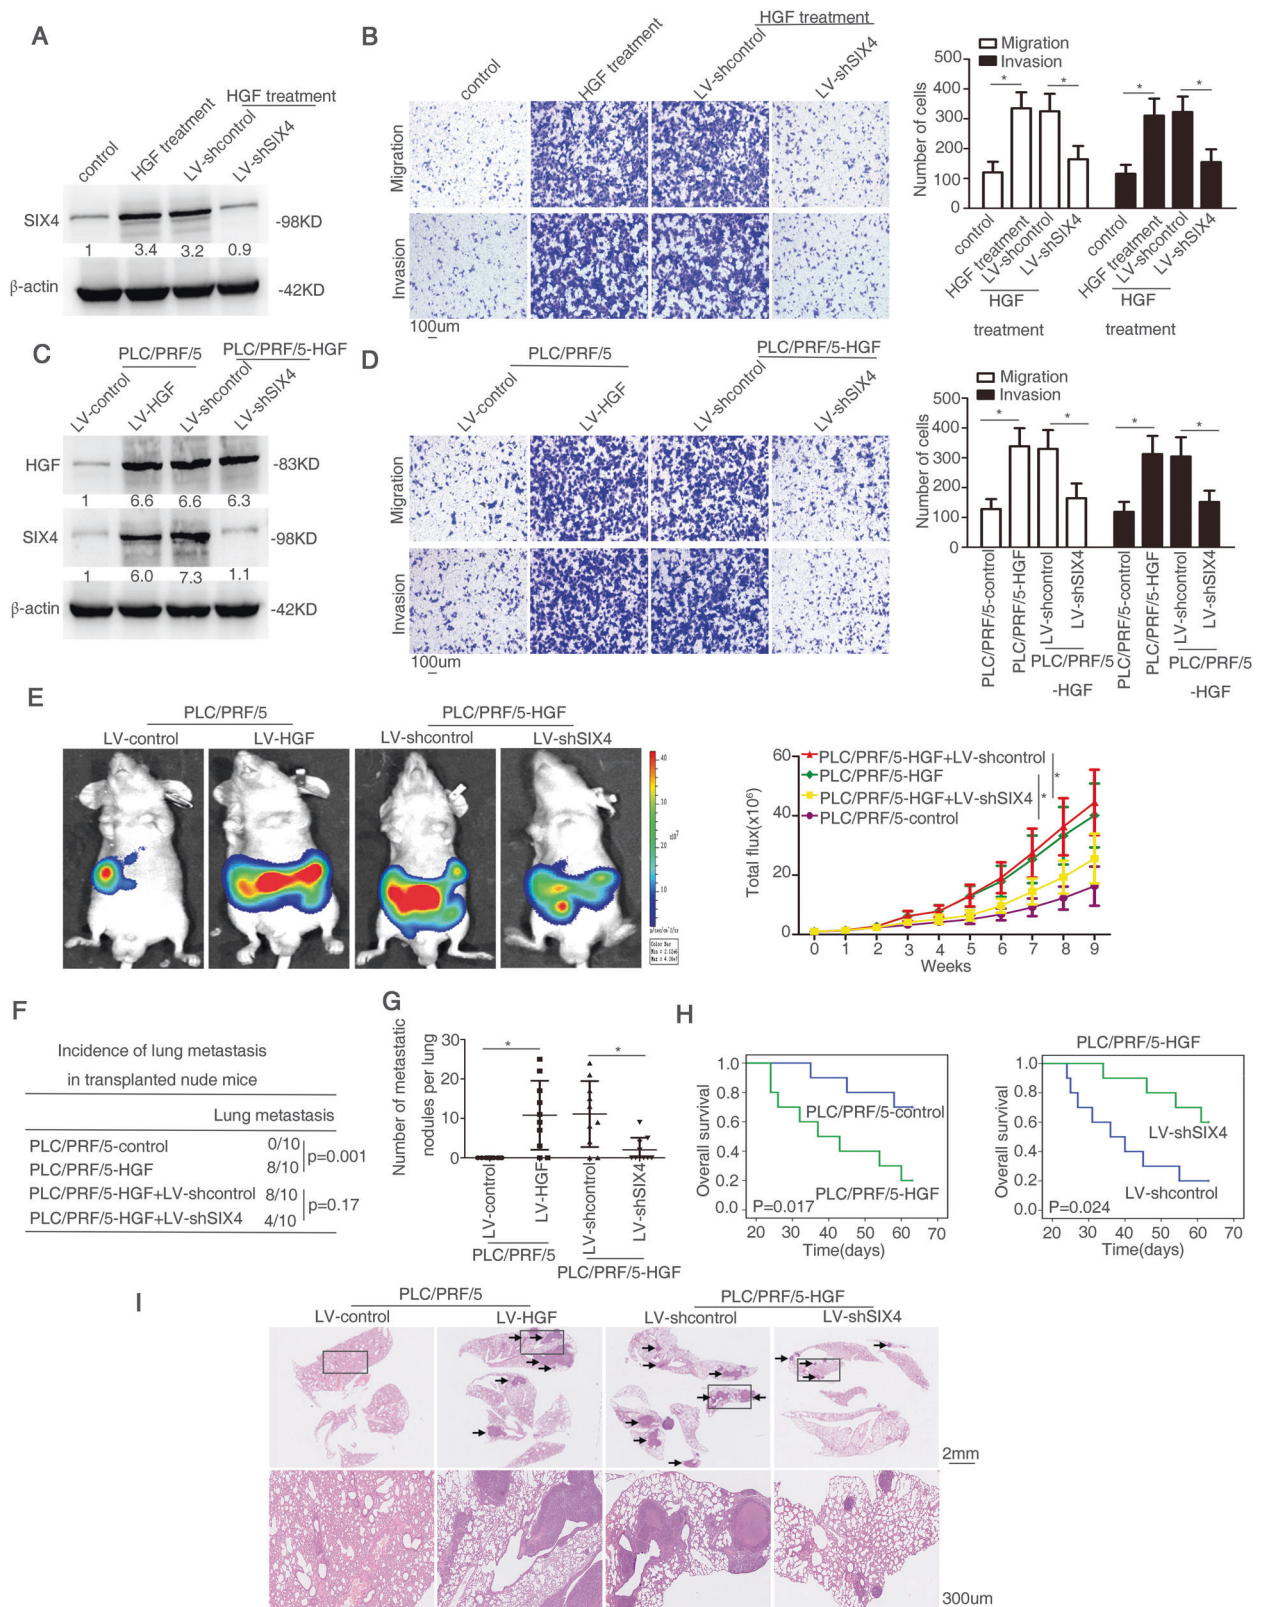 A
HGF treatment
control
HGF treatment
LV-shcontrol
LV-shSIX4
SIX4
-98KD
1 3.4 3.2 0.9
β-actin
-42KD
B
HGF treatment
control
HGF treatment
LV-shcontrol
LV-shSIX4
Migration
Invasion
100um
Migration
Invasion
Number of cells
500
400
300
200
100
0
* * * *
control
HGF treatment
LV-shcontrol
LV-shSIX4
control
HGF treatment
LV-shcontrol
LV-shSIX4
HGF HGF
treatment treatment
C
PLC/PRF/5 PLC/PRF/5-HGF
LV-control
LV-HGF
LV-shcontrol
LV-shSIX4
HGF
-83KD
1 6.6 6.6 6.3
SIX4
-98KD
1 6.0 7.3 1.1
β-actin
-42KD
D
PLC/PRF/5 PLC/PRF/5-HGF
LV-control
LV-HGF
LV-shcontrol
LV-shSIX4
Migration
Invasion
100um
Migration
Invasion
Number of cells
500
400
300
200
100
0
* * * *
PLC/PRF/5-control
PLC/PRF/5-HGF
LV-shcontrol
LV-shSIX4
PLC/PRF/5-control
PLC/PRF/5-HGF
LV-shcontrol
LV-shSIX4
PLC/PRF/5 PLC/PRF/5
-HGF -HGF
E
PLC/PRF/5 PLC/PRF/5-HGF
LV-control LV-HGF LV-shcontrol LV-shSIX4
40
30
20
10
Color Bar
Total flux(x10⁶)
60
40
20
0
PLC/PRF/5-HGF+LV-shcontrol
PLC/PRF/5-HGF
PLC/PRF/5-HGF+LV-shSIX4
PLC/PRF/5-control
* *
0 1 2 3 4 5 6 7 8 9
Weeks
F
Incidence of lung metastasis
in transplanted nude mice
Lung metastasis
PLC/PRF/5-control 0/10
PLC/PRF/5-HGF 8/10
p=0.001
PLC/PRF/5-HGF+LV-shcontrol 8/10
PLC/PRF/5-HGF+LV-shSIX4 4/10
p=0.17
G
Number of metastatic
nodules per lung
30
20
10
0
* *
LV-control
LV-HGF
LV-shcontrol
LV-shSIX4
PLC/PRF/5
PLC/PRF/5-HGF
H
Overall survival
1.0
0.8
0.6
0.4
0.2
0.0
PLC/PRF/5-control
PLC/PRF/5-HGF
P=0.017
20 30 40 50 60 70
Time(days)
PLC/PRF/5-HGF
Overall survival
1.0
0.8
0.6
0.4
0.2
0.0
LV-shSIX4
LV-shcontrol
P=0.024
20 30 40 50 60 70
Time(days)
I
PLC/PRF/5 PLC/PRF/5-HGF
LV-control LV-HGF LV-shcontrol LV-shSIX4
2mm
300um